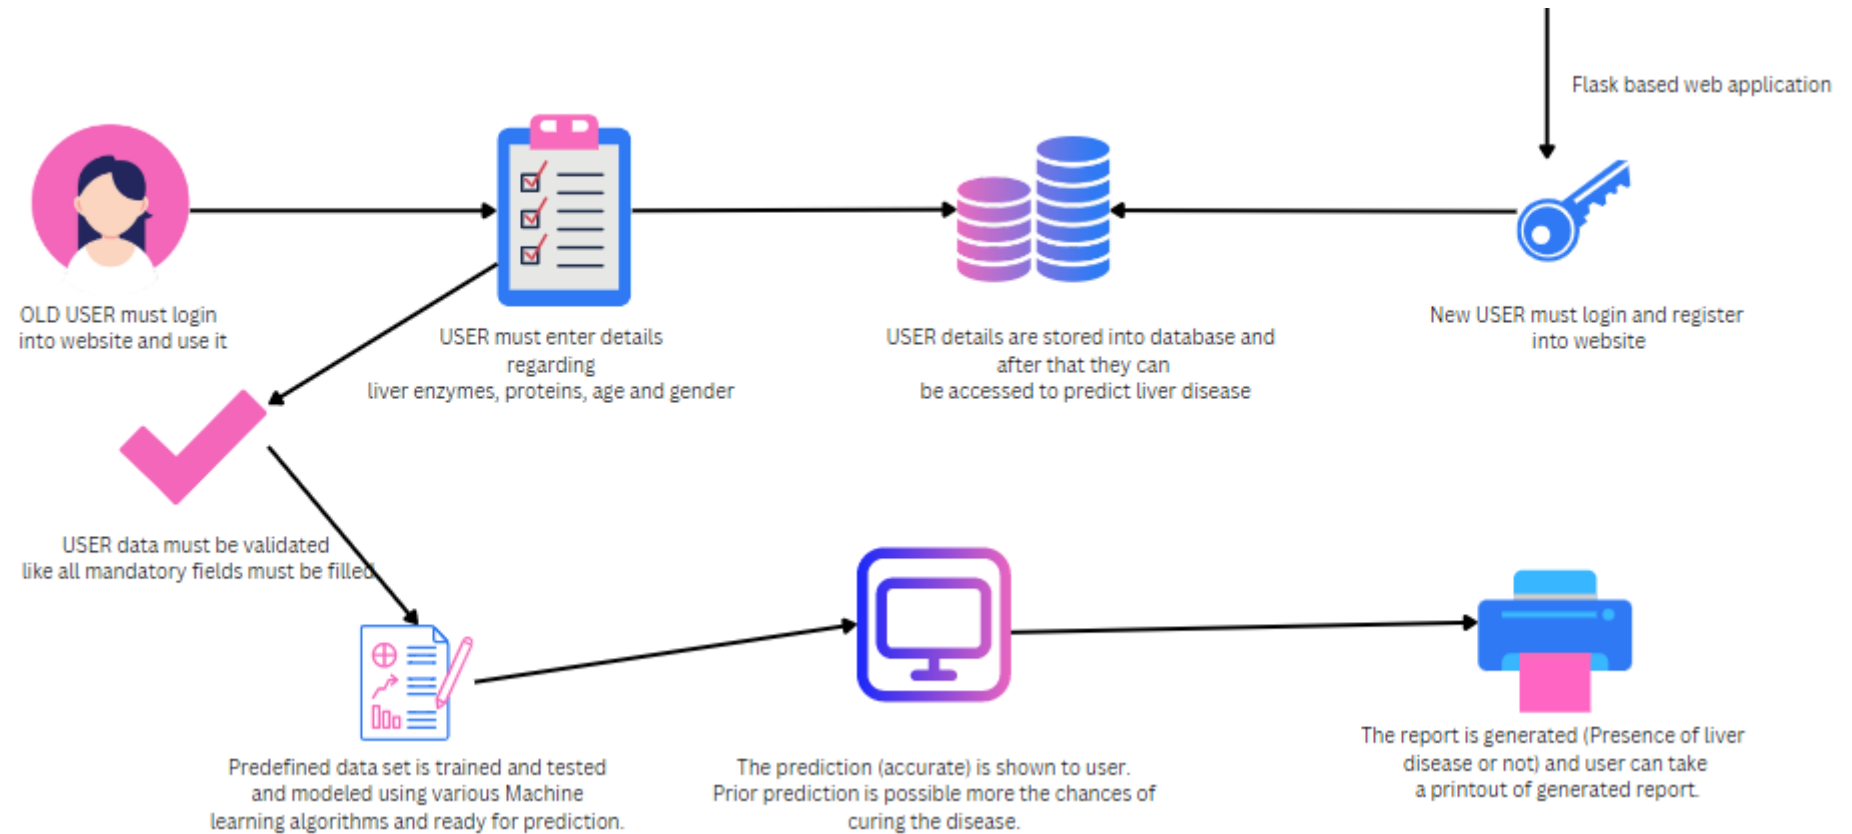 Flask based web application
OLD USER must login
into website and use it
USER must enter details
regarding
liver enzymes, proteins, age and gender
USER details are stored into database and
after that they can
be accessed to predict liver disease
New USER must login and register
into website
USER data must be validated
like all mandatory fields must be filled
Predefined data set is trained and tested
and modeled using various Machine
learning algorithms and ready for prediction.
The prediction (accurate) is shown to user.
Prior prediction is possible more the chances of
curing the disease.
The report is generated (Presence of liver
disease or not) and user can take
a printout of generated report.